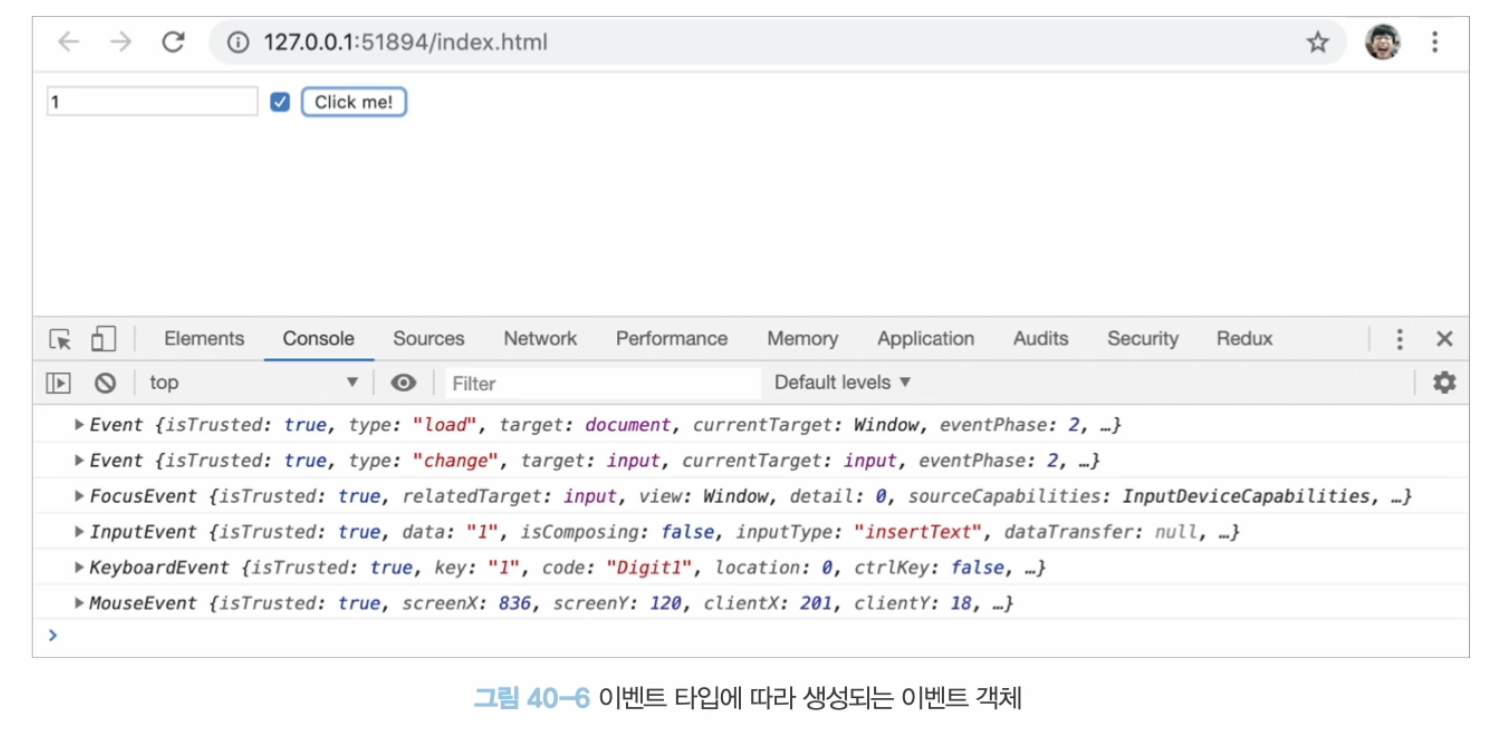 127.0.0.1:51894/index.html
1 Click me!
Elements Console Sources Network Performance Memory Application Audits Security Redux
top Filter Default levels
Event {isTrusted: true, type: "load", target: document, currentTarget: Window, eventPhase: 2, …}
Event {isTrusted: true, type: "change", target: input, currentTarget: input, eventPhase: 2, …}
FocusEvent {isTrusted: true, relatedTarget: input, view: Window, detail: 0, sourceCapabilities: InputDeviceCapabilities, …}
InputEvent {isTrusted: true, data: "1", isComposing: false, inputType: "insertText", dataTransfer: null, …}
KeyboardEvent {isTrusted: true, key: "1", code: "Digit1", location: 0, ctrlKey: false, …}
MouseEvent {isTrusted: true, screenX: 836, screenY: 120, clientX: 201, clientY: 18, …}
그림 40-6 이벤트 타입에 따라 생성되는 이벤트 객체